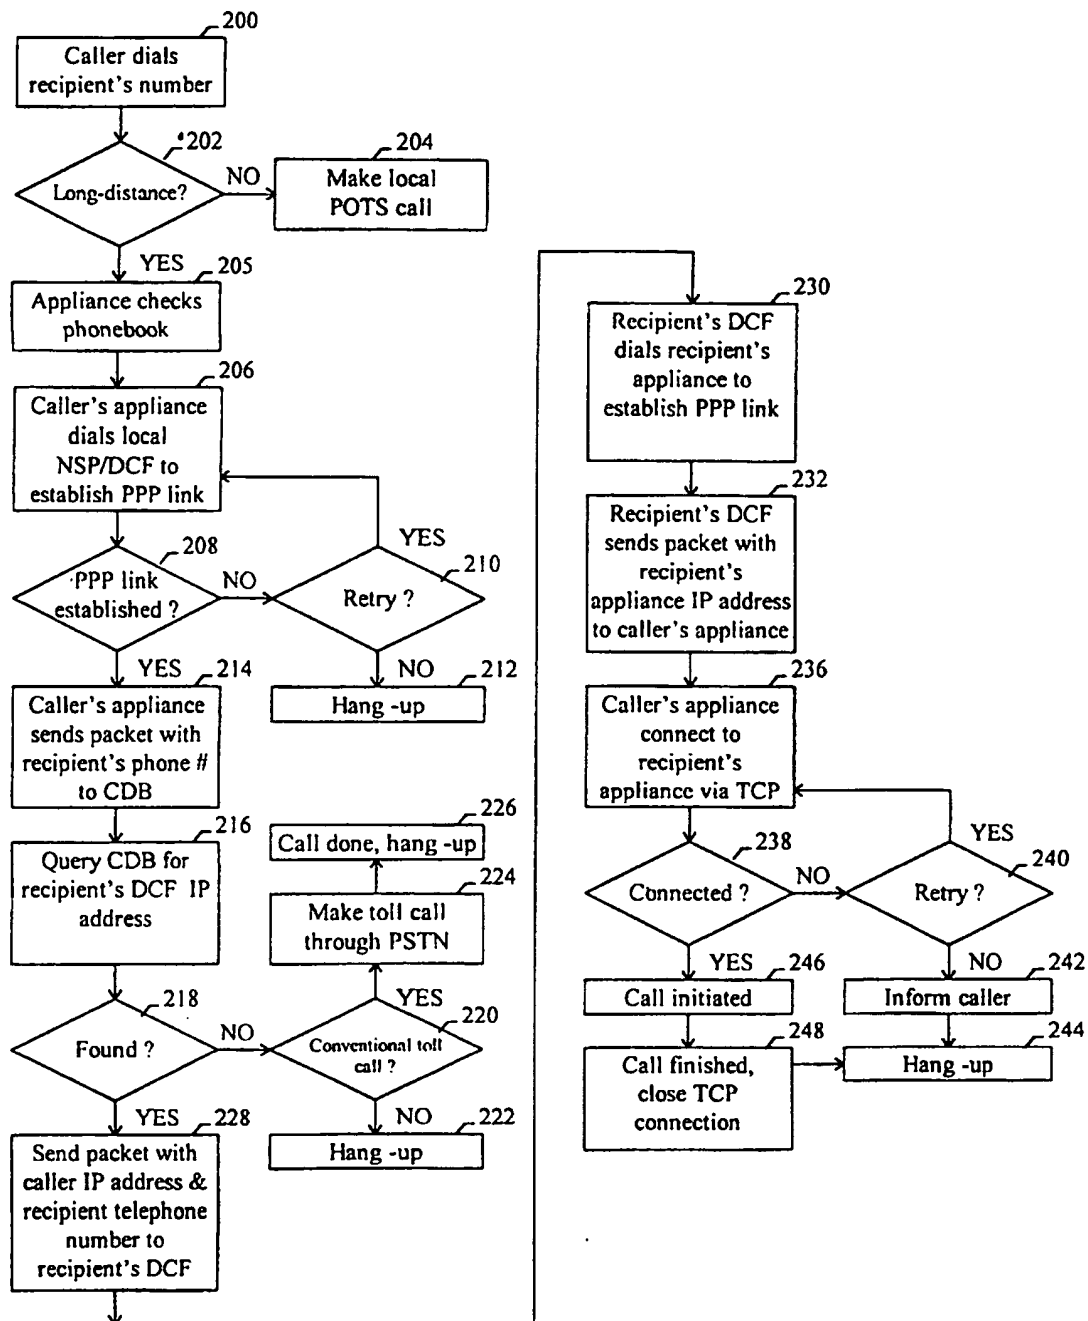 200
Caller dials
recipient's number
202
Long-distance?
NO
204
Make local
POTS call
YES
205
Appliance checks
phonebook
206
Caller's appliance
dials local
NSP/DCF to
establish PPP link
208
PPP link
established ?
NO
YES
210
Retry ?
NO
212
Hang -up
YES
214
Caller's appliance
sends packet with
recipient's phone #
to CDB
216
Query CDB for
recipient's DCF IP
address
226
Call done, hang -up
224
Make toll call
through PSTN
YES
218
Found ?
NO
220
Conventional toll
call ?
NO
222
Hang -up
YES
228
Send packet with
caller IP address &
recipient telephone
number to
recipient's DCF
230
Recipient's DCF
dials recipient's
appliance to
establish PPP link
232
Recipient's DCF
sends packet with
recipient's
appliance IP address
to caller's appliance
236
Caller's appliance
connect to
recipient's
appliance via TCP
238
Connected ?
NO
YES
240
Retry ?
YES
246
Call initiated
NO
242
Inform caller
248
Call finished,
close TCP
connection
244
Hang -up